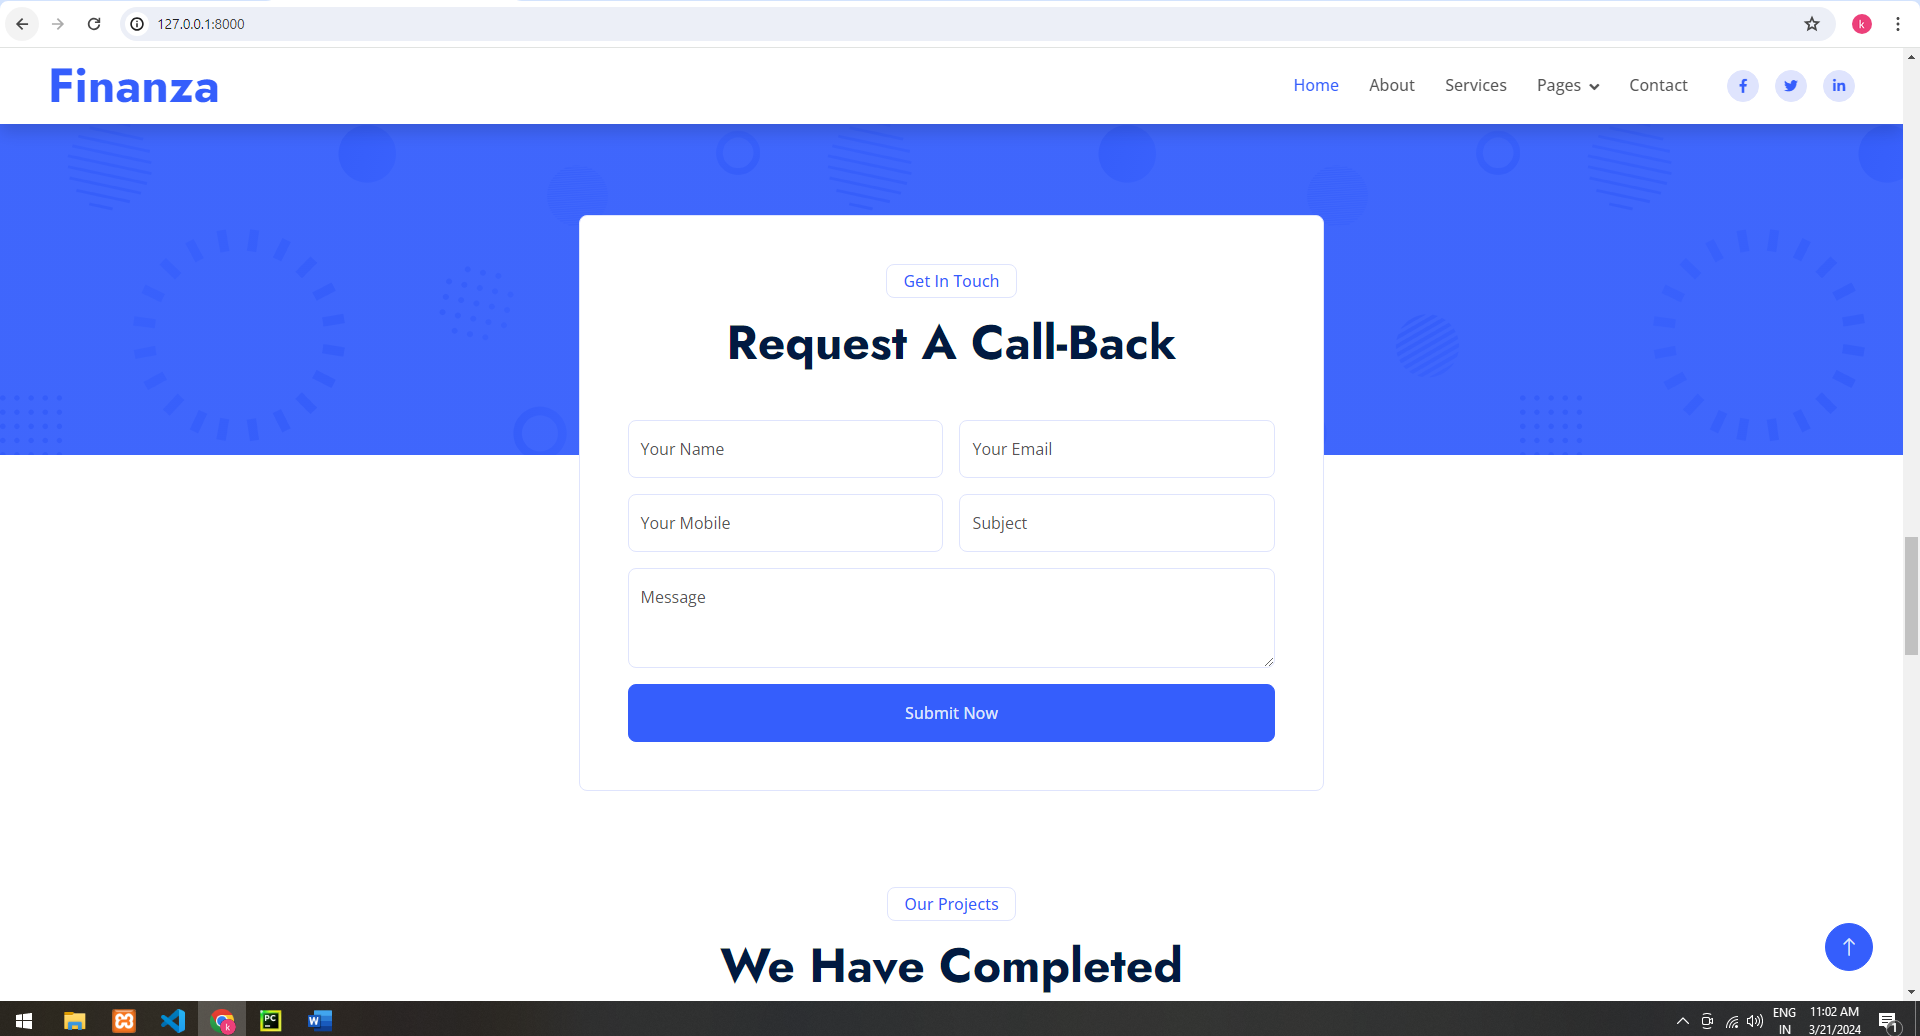 127.0.0.1:8000
k
Finanza
Home About Services Pages Contact
Get In Touch
Request A Call-Back
Your Name Your Email
Your Mobile Subject
Message
Submit Now
Our Projects
We Have Completed
k PC W
ENG 11:02 AM
IN 3/21/2024 1